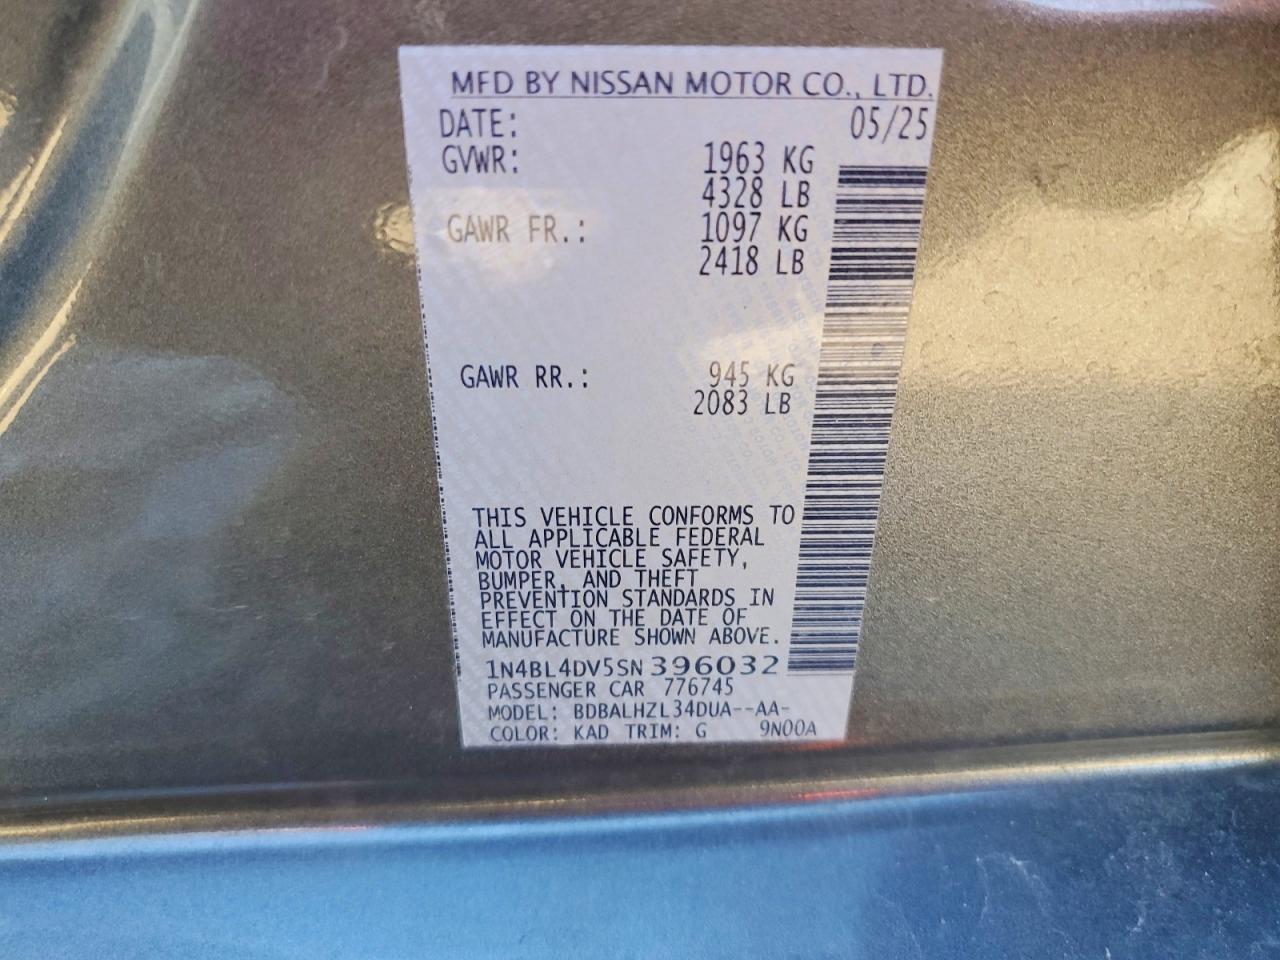 MFD BY NISSAN MOTOR CO., LTD.
DATE: 05/25
GVWR: 1963 KG
4328 LB
GAWR FR.: 1097 KG
2418 LB
GAWR RR.: 945 KG
2083 LB
THIS VEHICLE CONFORMS TO
ALL APPLICABLE FEDERAL
MOTOR VEHICLE SAFETY,
BUMPER, AND THEFT
PREVENTION STANDARDS IN
EFFECT ON THE DATE OF
MANUFACTURE SHOWN ABOVE.
1N4BL4DV5SN396032
PASSENGER CAR 776745
MODEL: BDBALHZL34DUA--AA-
COLOR: KAD TRIM: G 9N00A